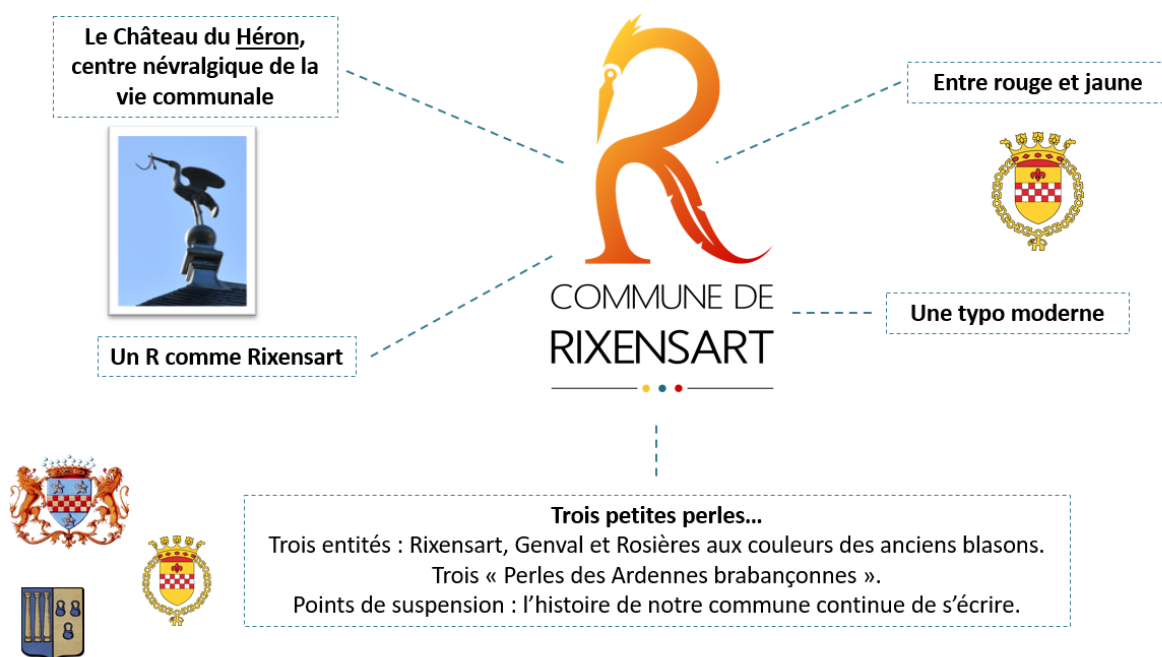 Le Château du Héron,
centre névralgique de la
vie communale
Entre rouge et jaune
R
COMMUNE DE
RIXENSART
Une typo moderne
Un R comme Rixensart
Trois petites perles...
Trois entités : Rixensart, Genval et Rosières aux couleurs des anciens blasons.
Trois « Perles des Ardennes brabançonnes ».
Points de suspension : l’histoire de notre commune continue de s’écrire.